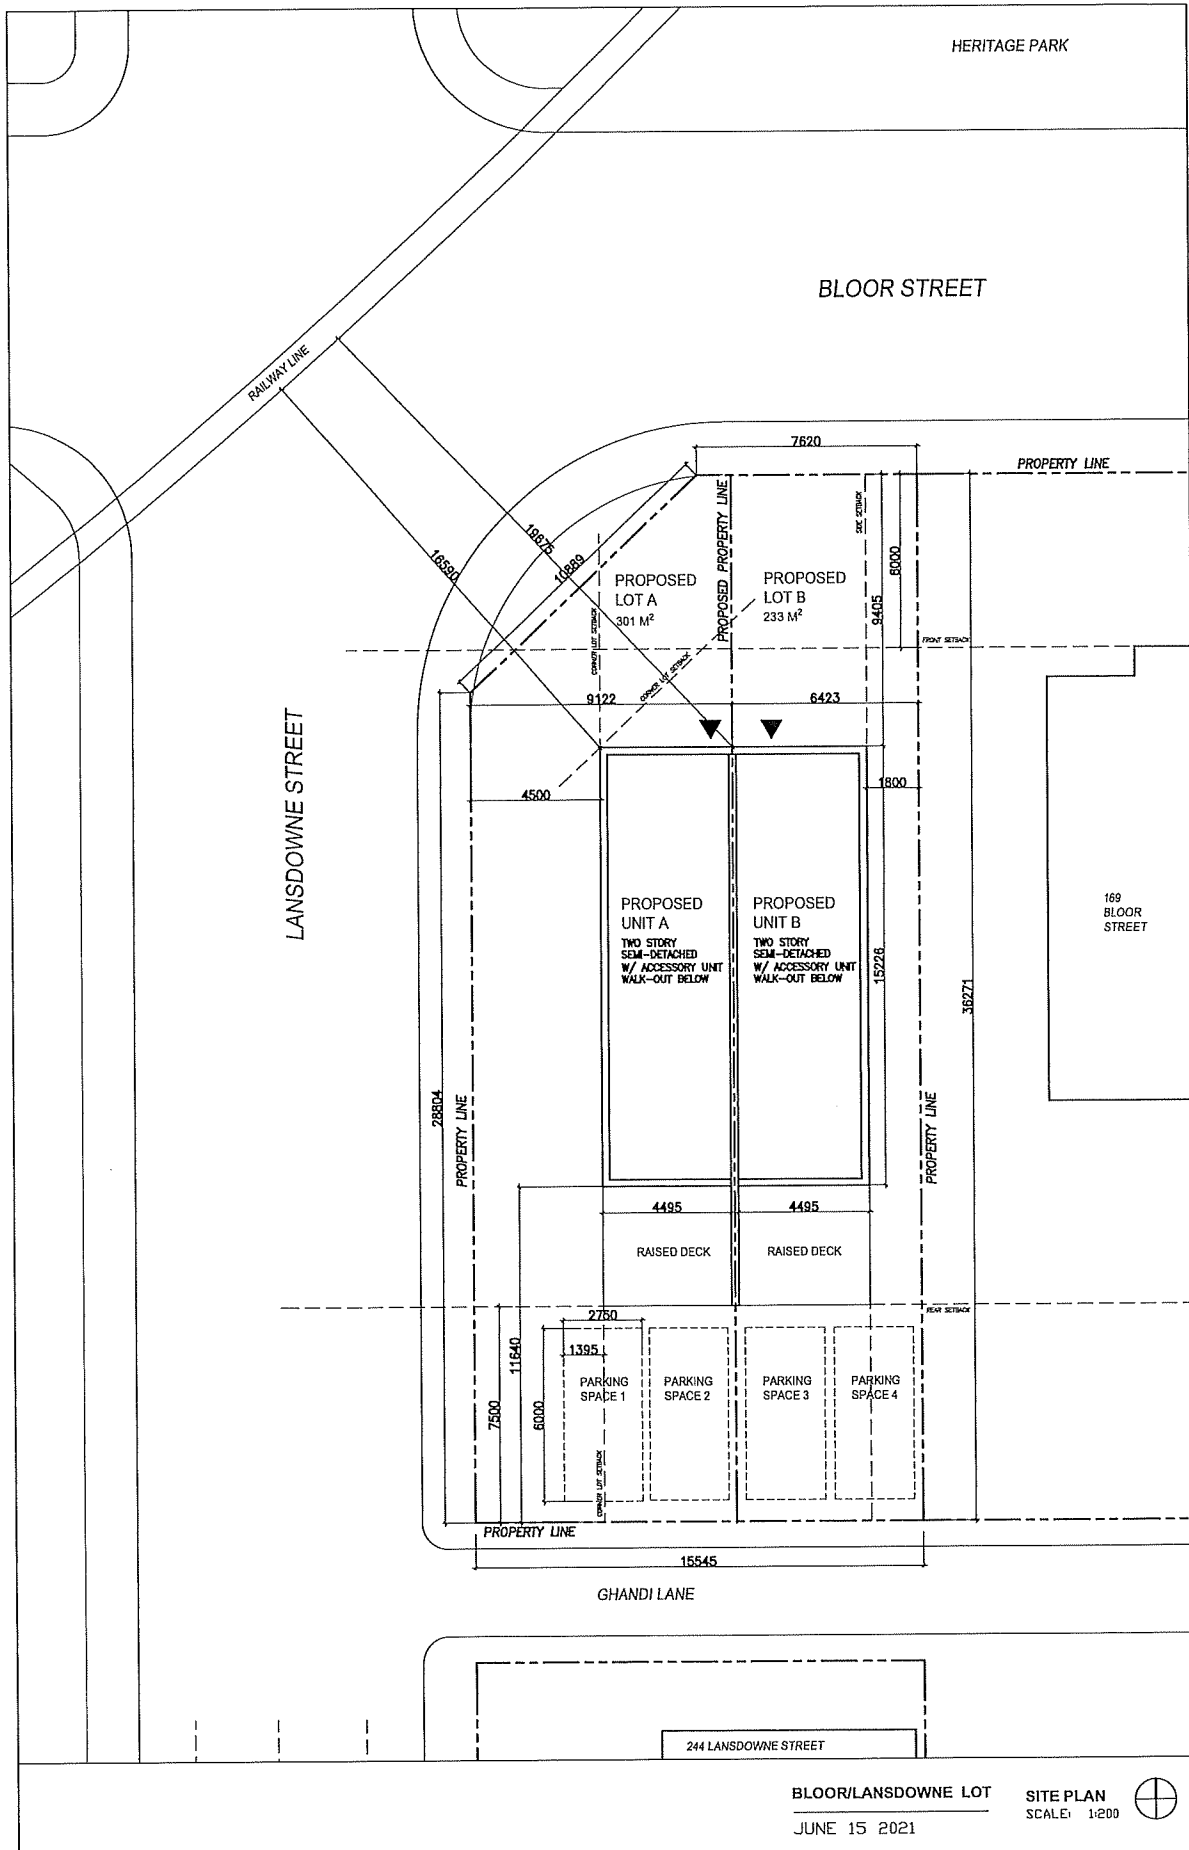 HERITAGE PARK
BLOOR STREET
RAILWAY LINE
7620
PROPERTY LINE
PROPOSED PROPERTY LINE
SIDE SETBACK
6000
9405
19675
16590
10889
PROPOSED
LOT A
301 M²
PROPOSED
LOT B
233 M²
CORNER LOT SETBACK
CORNER LOT SETBACK
FRONT SETBACK
9122
6423
LANSDOWNE STREET
4500
1800
PROPOSED
UNIT A
TWO STORY
SEMI-DETACHED
W/ ACCESSORY UNIT
WALK-OUT BELOW
PROPOSED
UNIT B
TWO STORY
SEMI-DETACHED
W/ ACCESSORY UNIT
WALK-OUT BELOW
15226
36271
169
BLOOR
STREET
28804
PROPERTY LINE
PROPERTY LINE
4495
4495
RAISED DECK
RAISED DECK
REAR SETBACK
2750
1395
11640
7500
6000
PARKING
SPACE 1
PARKING
SPACE 2
PARKING
SPACE 3
PARKING
SPACE 4
CORNER LOT SETBACK
PROPERTY LINE
15545
GHANDI LANE
244 LANSDOWNE STREET
BLOOR/LANSDOWNE LOT
JUNE 15 2021
SITE PLAN
SCALE: 1:200